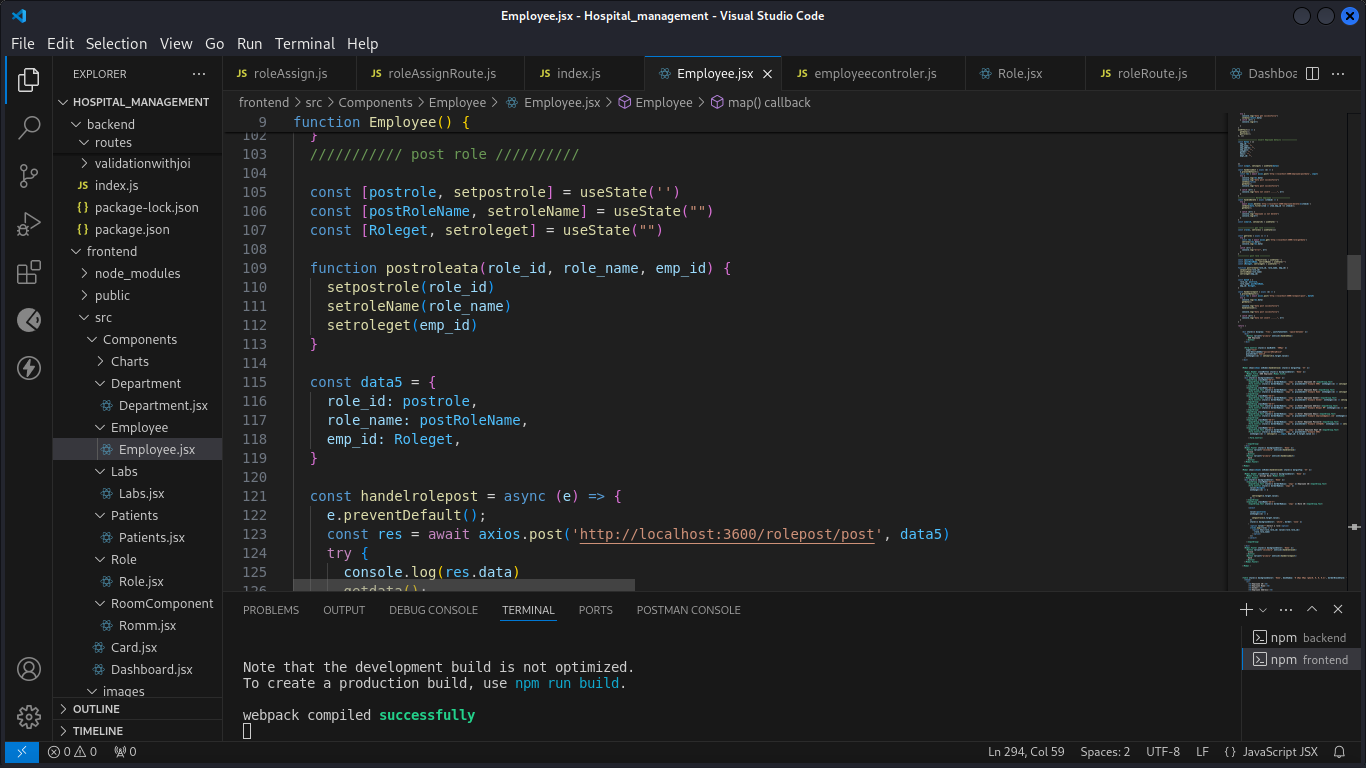 Employee.jsx - Hospital_management - Visual Studio Code
File Edit Selection View Go Run Terminal Help
EXPLORER
HOSPITAL_MANAGEMENT
backend
routes
validationwithjoi
JS index.js
{} package-lock.json
{} package.json
frontend
node_modules
public
src
Components
Charts
Department
Department.jsx
Employee
Employee.jsx
Labs
Labs.jsx
Patients
Patients.jsx
Role
Role.jsx
RoomComponent
Romm.jsx
Card.jsx
Dashboard.jsx
images
OUTLINE
TIMELINE
JS roleAssign.js JS roleAssignRoute.js JS index.js Employee.jsx JS employeecontroler.js Role.jsx JS roleRoute.js Dashboa
frontend > src > Components > Employee > Employee.jsx > Employee > map() callback
9 function Employee() {
102 }
103 /////////// post role //////////
104
105 const [postrole, setpostrole] = useState('')
106 const [postRoleName, setroleName] = useState("")
107 const [Roleget, setroleget] = useState("")
108
109 function postroleata(role_id, role_name, emp_id) {
110 setpostrole(role_id)
111 setroleName(role_name)
112 setroleget(emp_id)
113 }
114
115 const data5 = {
116 role_id: postrole,
117 role_name: postRoleName,
118 emp_id: Roleget,
119 }
120
121 const handelrolepost = async (e) => {
122 e.preventDefault();
123 const res = await axios.post('http://localhost:3600/rolepost/post', data5)
124 try {
125 console.log(res.data)
126 getdata();
PROBLEMS OUTPUT DEBUG CONSOLE TERMINAL PORTS POSTMAN CONSOLE
Note that the development build is not optimized.
To create a production build, use npm run build.
webpack compiled successfully
npm backend
npm frontend
0 0 0 Ln 294, Col 59 Spaces: 2 UTF-8 LF {} JavaScript JSX